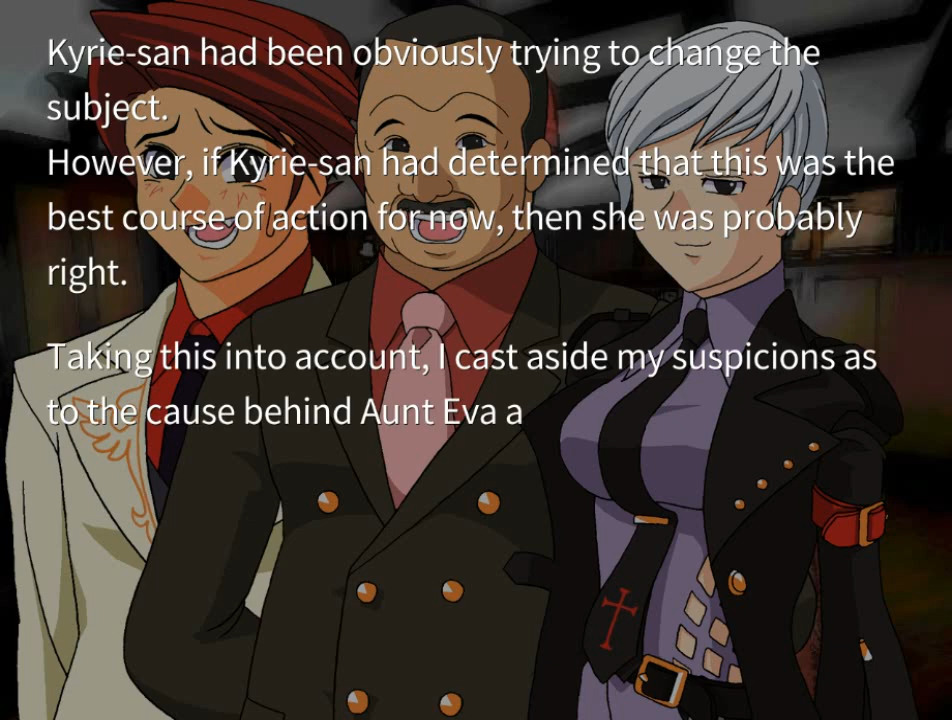 Kyrie-san had been obviously trying to change the
subject.
However, if Kyrie-san had determined that this was the
best course of action for now, then she was probably
right.
Taking this into account, I cast aside my suspicions as
to the cause behind Aunt Eva a